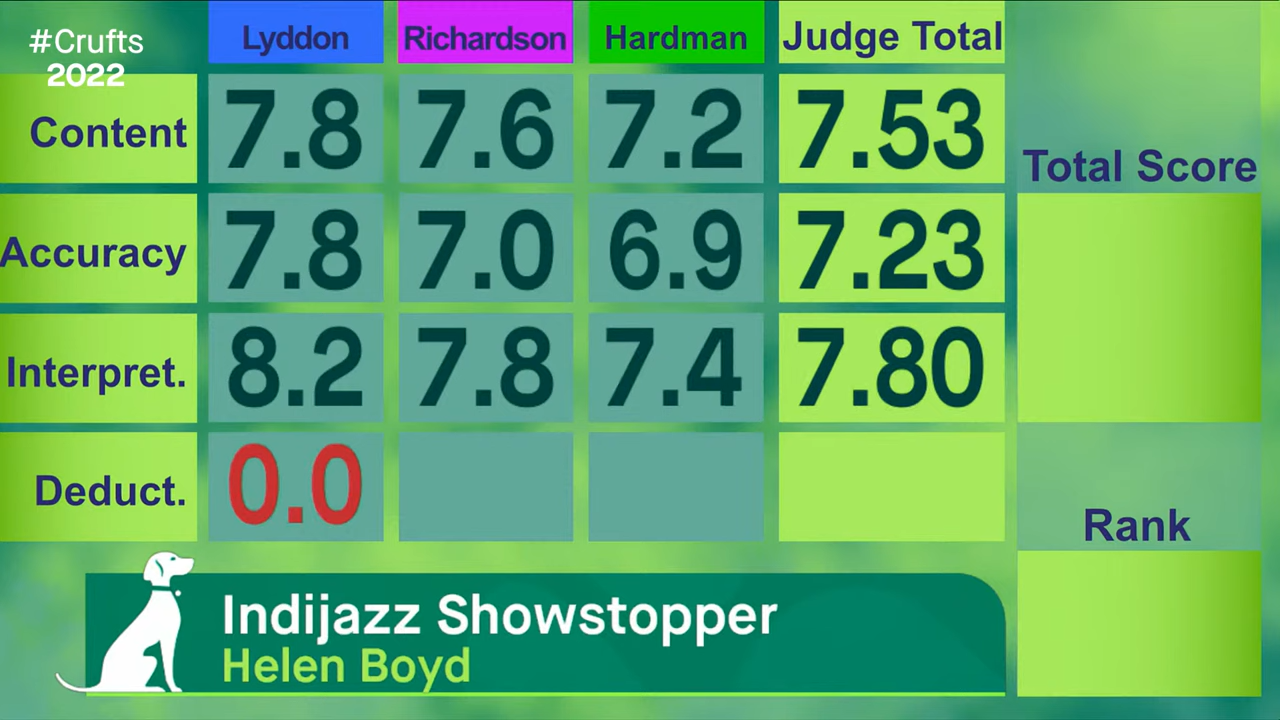 #Crufts
2022
Lyddon Richardson Hardman Judge Total
Content 7.8 7.6 7.2 7.53
Total Score
Accuracy 7.8 7.0 6.9 7.23
Interpret. 8.2 7.8 7.4 7.80
Deduct. 0.0
Rank
Indijazz Showstopper
Helen Boyd